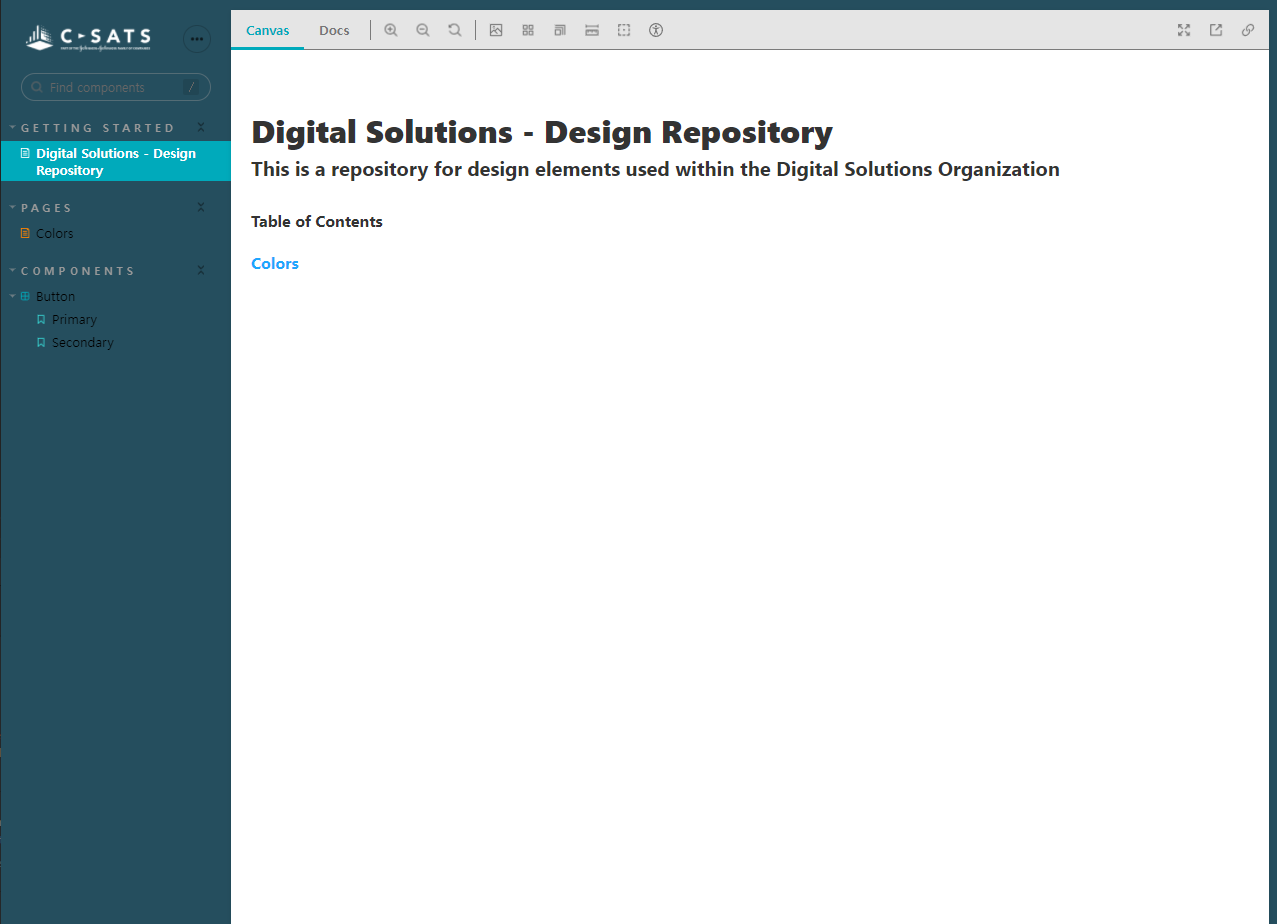 C-SATS
Find components
/
GETTING STARTED
Digital Solutions - Design
Repository
PAGES
Colors
COMPONENTS
Button
Primary
Secondary
Canvas
Docs
Digital Solutions - Design Repository
This is a repository for design elements used within the Digital Solutions Organization
Table of Contents
Colors